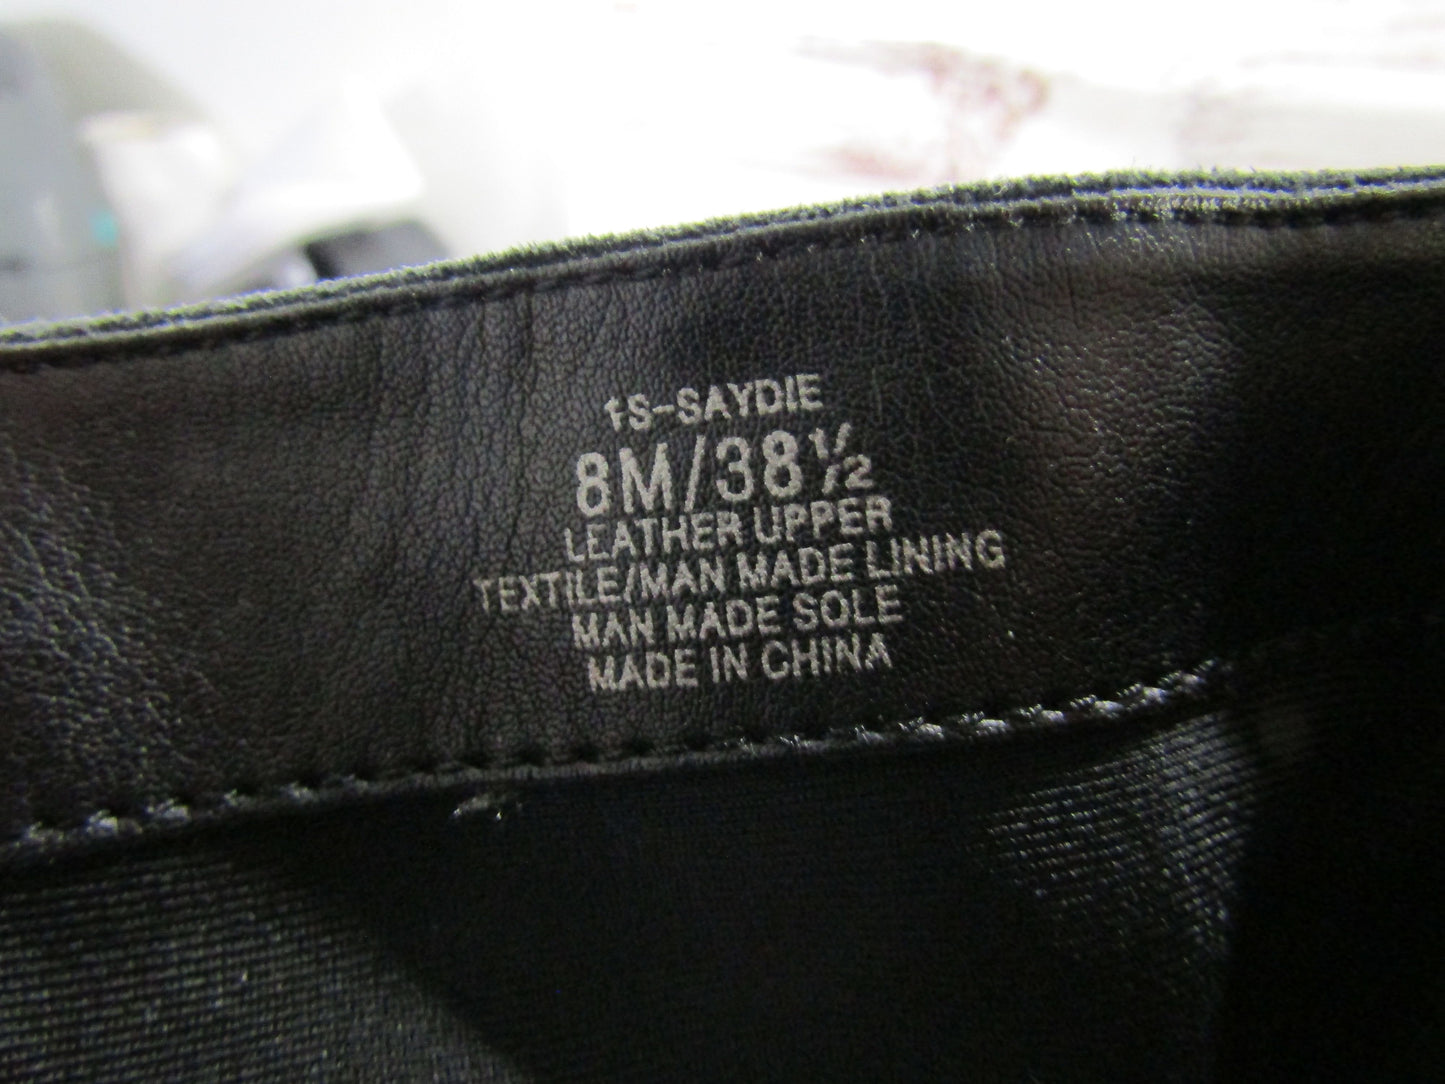 1S-SAYDIE
8M/38½
LEATHER UPPER
TEXTILE/MAN MADE LINING
MAN MADE SOLE
MADE IN CHINA